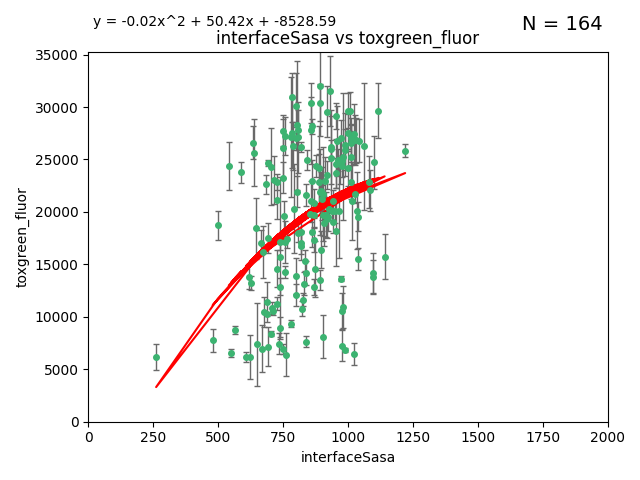 y = -0.02x^2 + 50.42x + -8528.59
N = 164
interfaceSasa vs toxgreen_fluor
35000
30000
25000
20000
15000
10000
5000
0
toxgreen_fluor
0 250 500 750 1000 1250 1500 1750 2000
interfaceSasa